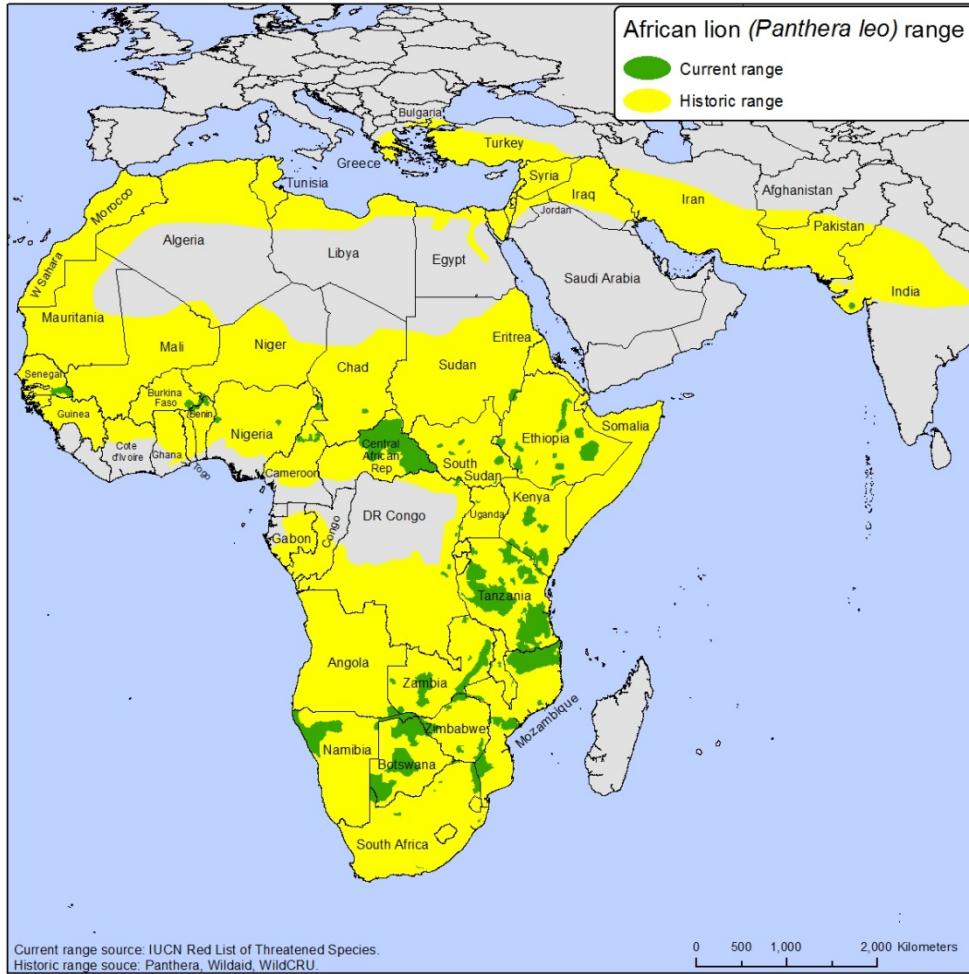 African lion (Panthera leo) range
Current range
Historic range
Bulgaria
Greece
Turkey
Tunisia
Syria
Iraq
Iran
Afghanistan
Jordan
Pakistan
Morocco
Algeria
Libya
Egypt
Saudi Arabia
India
W Sahara
Mauritania
Mali
Niger
Chad
Sudan
Eritrea
Senegal
Burkina
Faso
Guinea
Benin
Nigeria
Cote
d'Ivoire
Ghana
Togo
Cameroon
Central
African
Rep
South
Sudan
Ethiopia
Somalia
Gabon
Congo
DR Congo
Uganda
Kenya
Tanzania
Angola
Zambia
Zimbabwe
Mozambique
Namibia
Botswana
South Africa
Current range source: IUCN Red List of Threatened Species.
Historic range souce: Panthera, Wildaid, WildCRU.
0 500 1,000 2,000 Kilometers